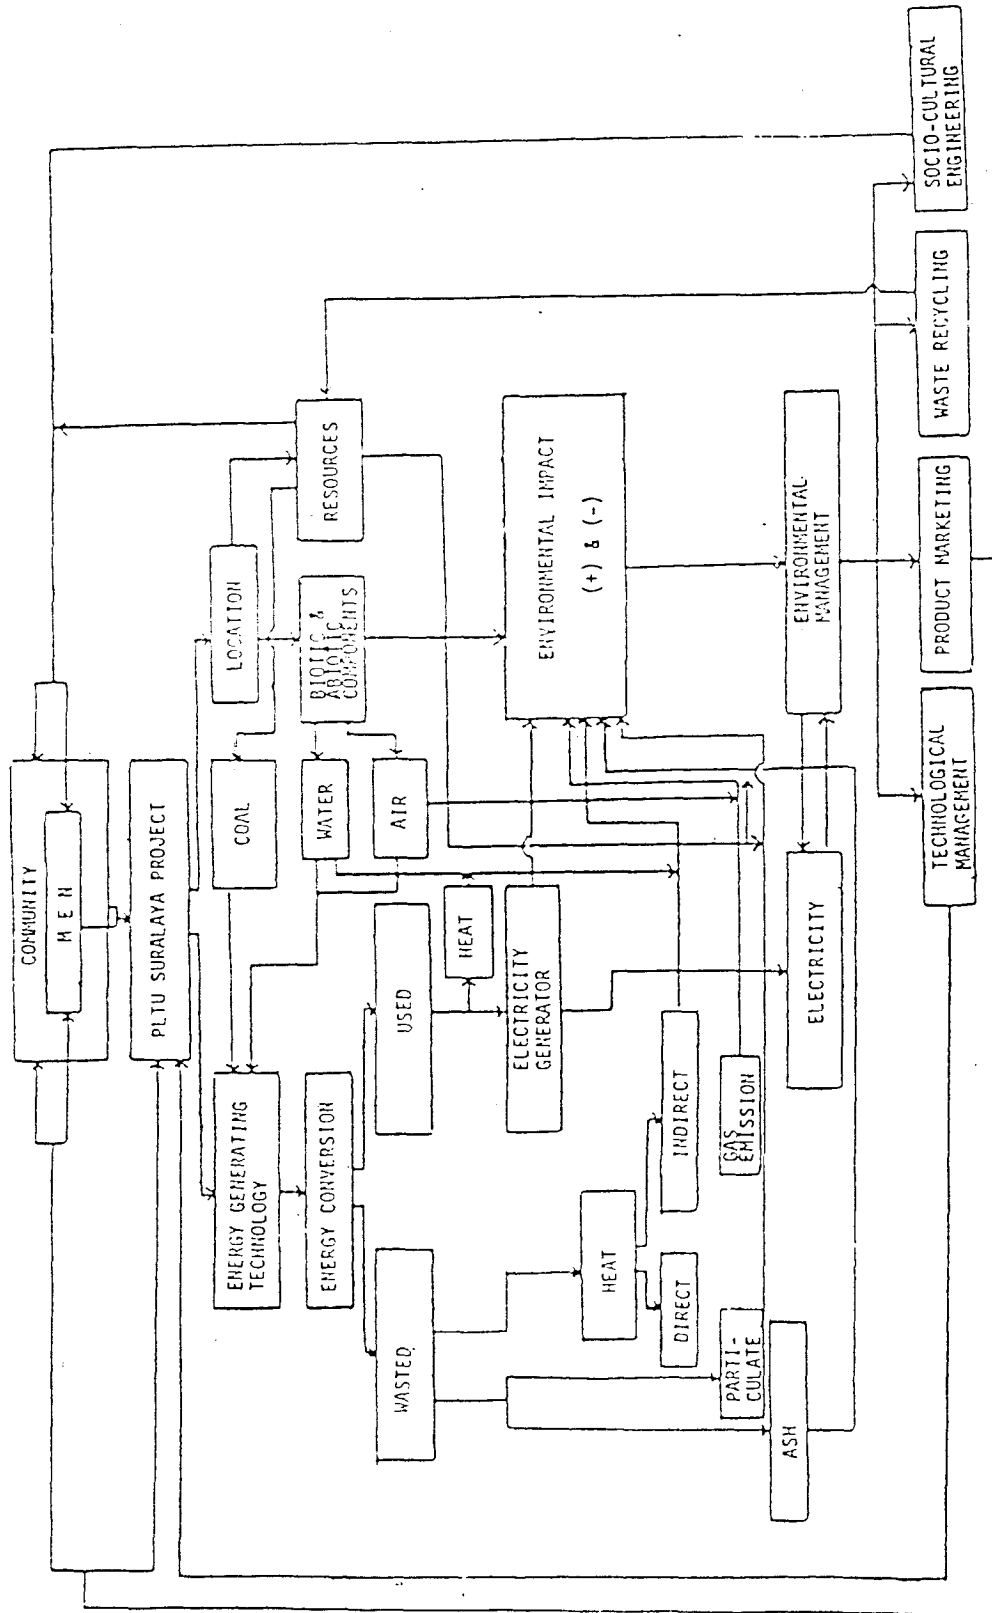 COMMUNITY
MEN
PLTU SURALAYA PROJECT
ENERGY GENERATING
TECHNOLOGY
COAL
LOCATION
ENERGY CONVERSION
WATER
BIOTIC &
ABIOTIC
COMPONENTS
RESOURCES
WASTED
USED
AIR
HEAT
ELECTRICITY
GENERATOR
ENVIRONMENTAL IMPACT
(+) & (-)
HEAT
DIRECT
INDIRECT
PARTI-
CULATE
GAS
EMISSION
ASH
ELECTRICITY
ENVIRONMENTAL
MANAGEMENT
TECHNOLOGICAL
MANAGEMENT
PRODUCT MARKETING
WASTE RECYCLING
SOCIO-CULTURAL
ENGINEERING